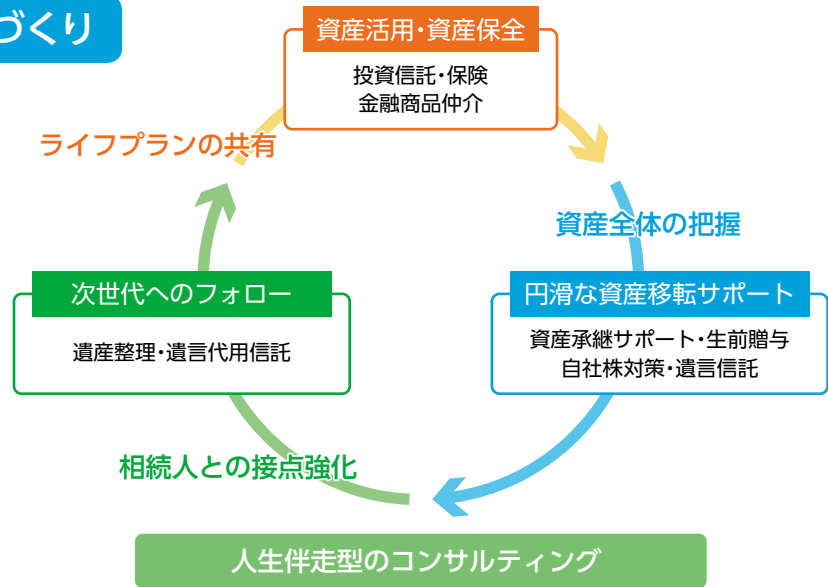 づくり
資産活用・資産保全
投資信託・保険
金融商品仲介
ライフプランの共有
資産全体の把握
次世代へのフォロー
遺産整理・遺言代用信託
円滑な資産移転サポート
資産承継サポート・生前贈与
自社株対策・遺言信託
相続人との接点強化
人生伴走型のコンサルティング